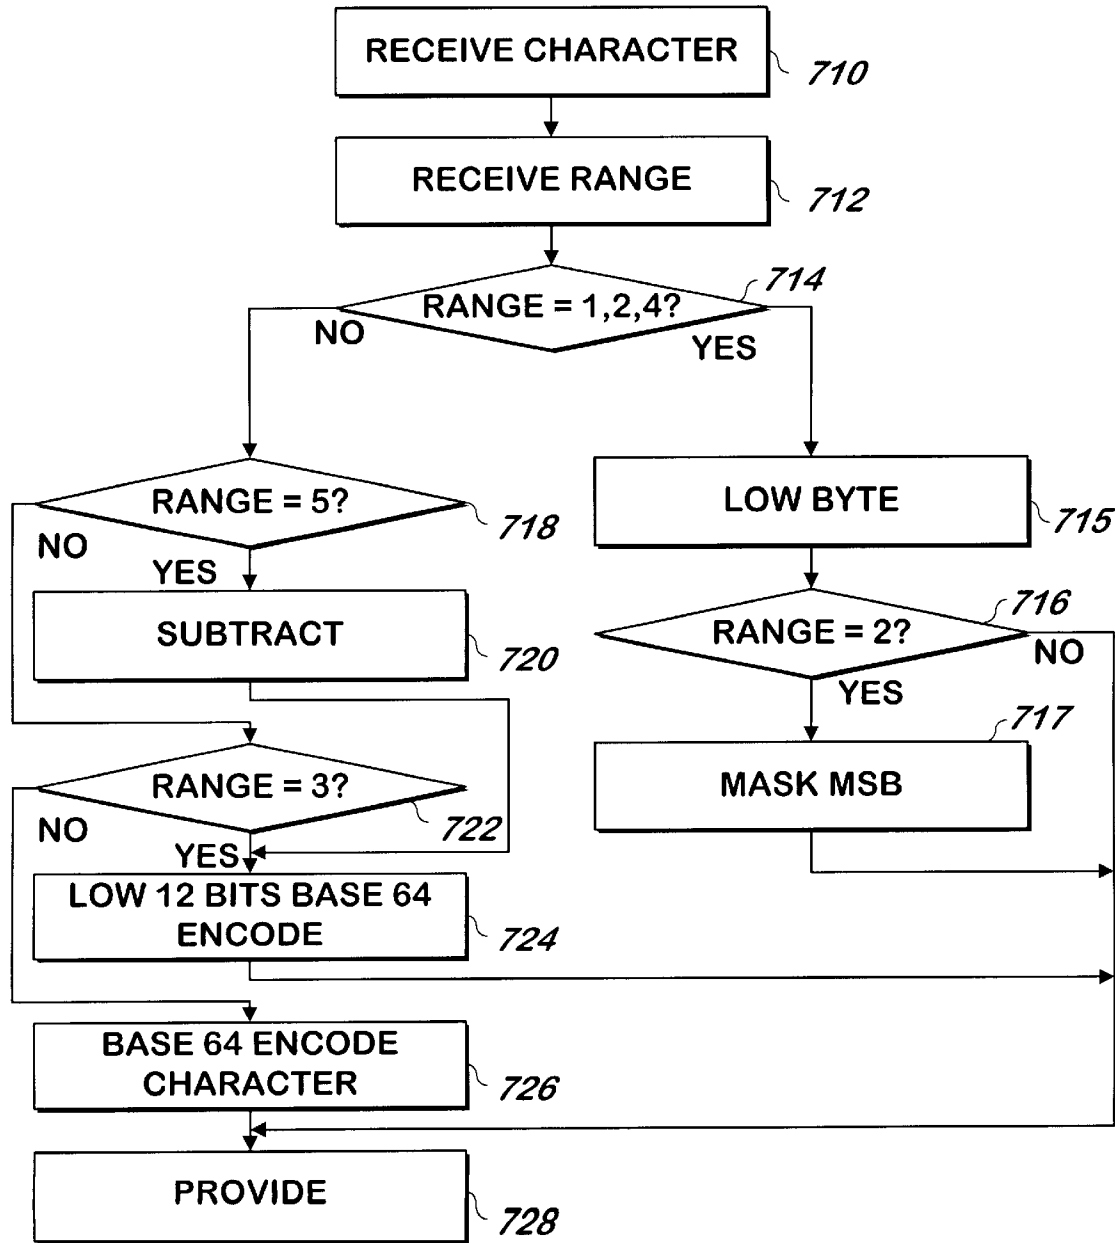 RECEIVE CHARACTER
710
RECEIVE RANGE
712
RANGE = 1,2,4?
714
NO
YES
RANGE = 5?
718
NO
YES
LOW BYTE
715
SUBTRACT
720
RANGE = 2?
716
NO
YES
RANGE = 3?
722
NO
YES
MASK MSB
717
LOW 12 BITS BASE 64
ENCODE
724
BASE 64 ENCODE
CHARACTER
726
PROVIDE
728